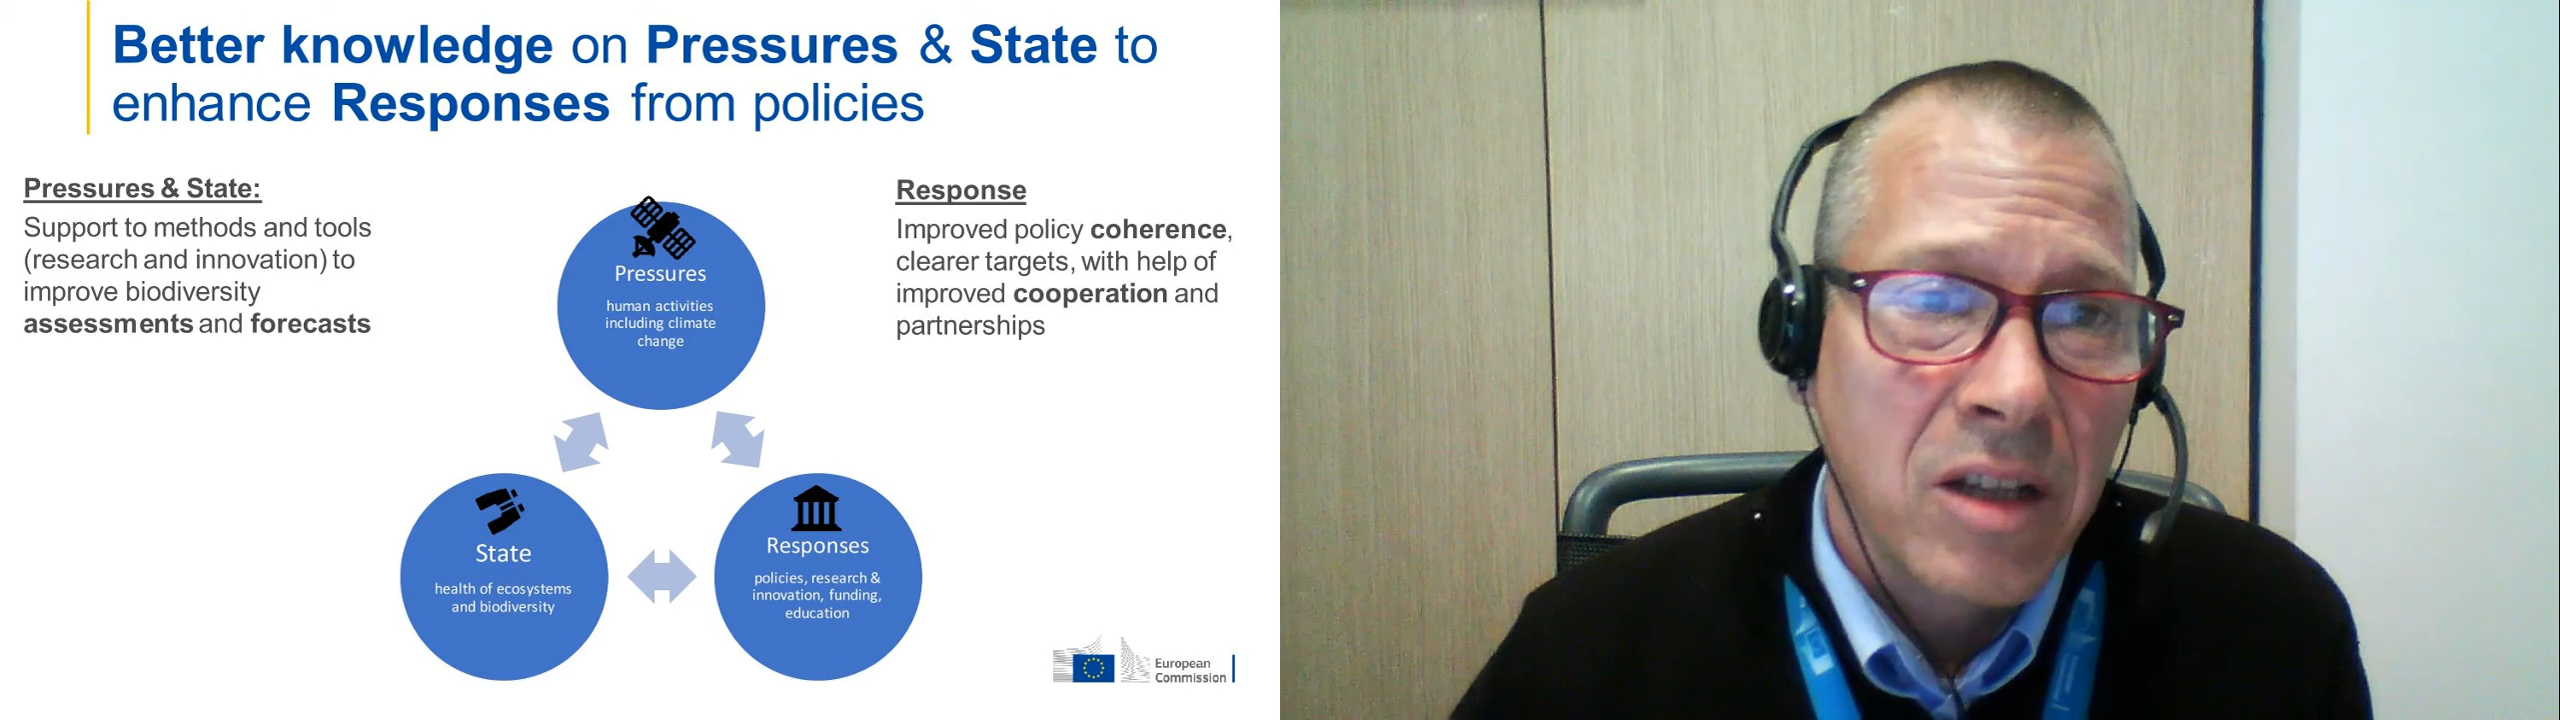 Better knowledge on Pressures & State to
enhance Responses from policies
Pressures & State:
Support to methods and tools
(research and innovation) to
improve biodiversity
assessments and forecasts
Pressures
human activities
including climate
change
State
health of ecosystems
and biodiversity
Responses
policies, research &
innovation, funding,
education
Response
Improved policy coherence,
clearer targets, with help of
improved cooperation and
partnerships
European
Commission